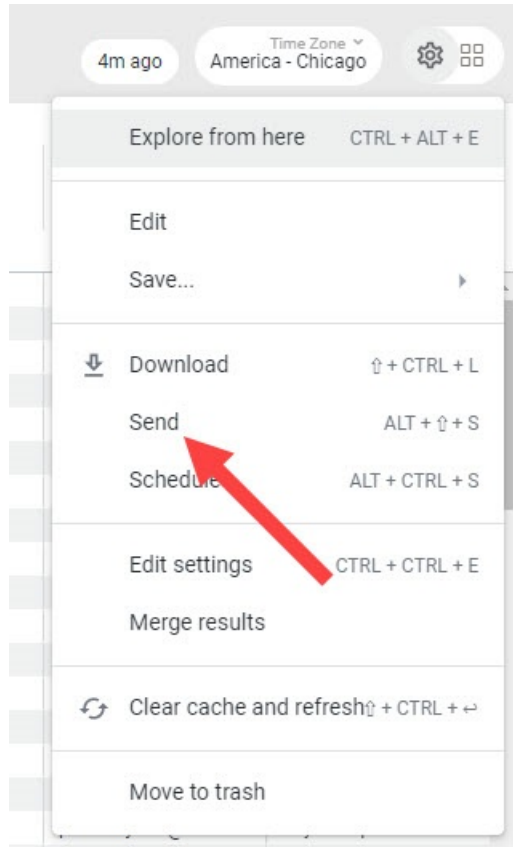 Time Zone
4m ago America - Chicago
Explore from here CTRL + ALT + E
Edit
Save...
Download ⇧ + CTRL + L
Send ALT + ⇧ + S
Schedule ALT + CTRL + S
Edit settings CTRL + CTRL + E
Merge results
Clear cache and refresh ⇧ + CTRL + ↩
Move to trash